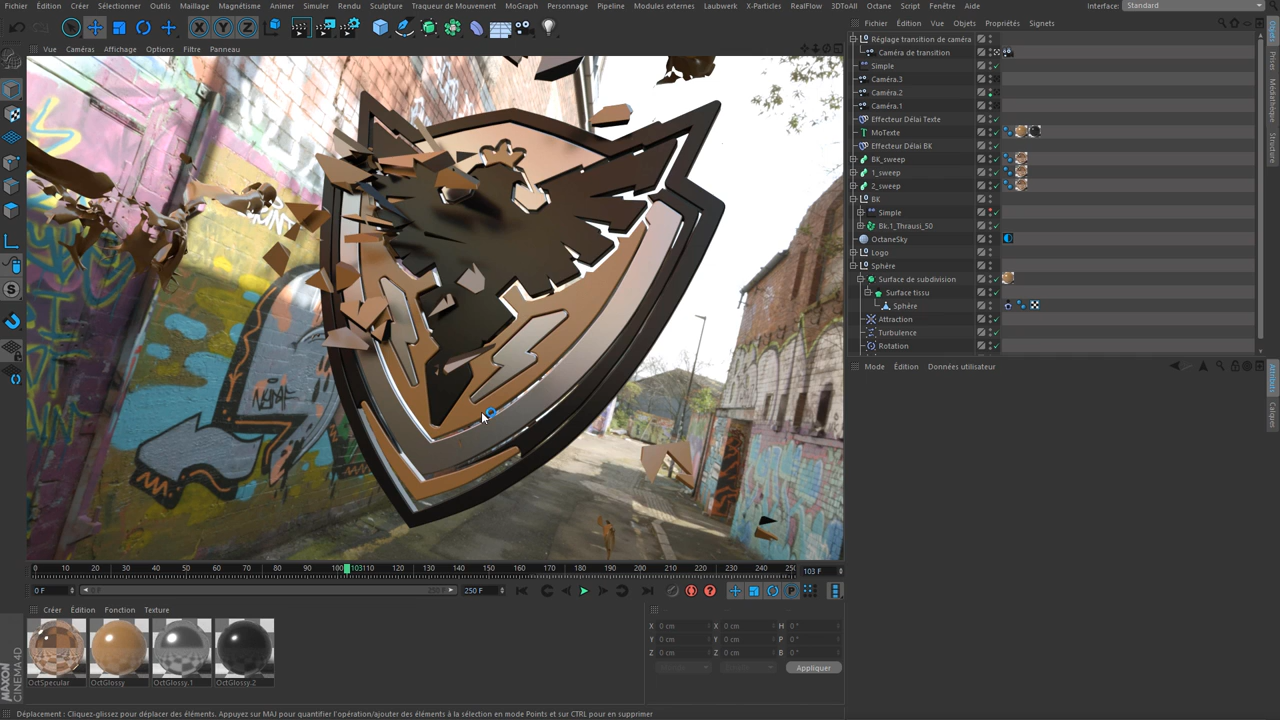 Fichier Édition Créer Sélectionner Outils Maillage Magnétisme Animer Simuler Rendu Sculpture Traqueur de Mouvement MoGraph Personnage Pipeline Modules externes Laubwerk X-Particles RealFlow 3DToAll Octane Script Fenêtre Aide Interface: Standard
Fichier Édition Vue Objets Propriétés Signets
Vue Caméras Affichage Options Filtre Panneau
Réglage transition de caméra
Caméra de transition
Simple
Caméra.3
Caméra.2
Caméra.1
Effecteur Délai Texte
MoTexte
Effecteur Délai BK
BK_sweep
1_sweep
2_sweep
BK
Simple
Bk.1_Thrausi_50
OctaneSky
Logo
Sphère
Surface de subdivision
Surface tissu
Sphère
Attraction
Turbulence
Rotation
Objets
Prises
Médiathèque
Structure
Mode Édition Données utilisateur
Attributs
Calques
0 10 20 30 40 50 60 70 80 90 100 103 110 120 130 140 150 160 170 180 190 200 210 220 230 240 250 103 F
0 F 250 F 250 F
Créer Édition Fonction Texture
OctSpecular OctGlossy OctGlossy.1 OctGlossy.2
X 0 cm X 0 cm H 0 °
Y 0 cm Y 0 cm P 0 °
Z 0 cm Z 0 cm B 0 °
Appliquer
MAXON
CINEMA 4D
Déplacement : Cliquez-glissez pour déplacer des éléments. Appuyez sur MAJ pour quantifier l'opération/ajouter des éléments à la sélection en mode Points et sur CTRL pour en supprimer